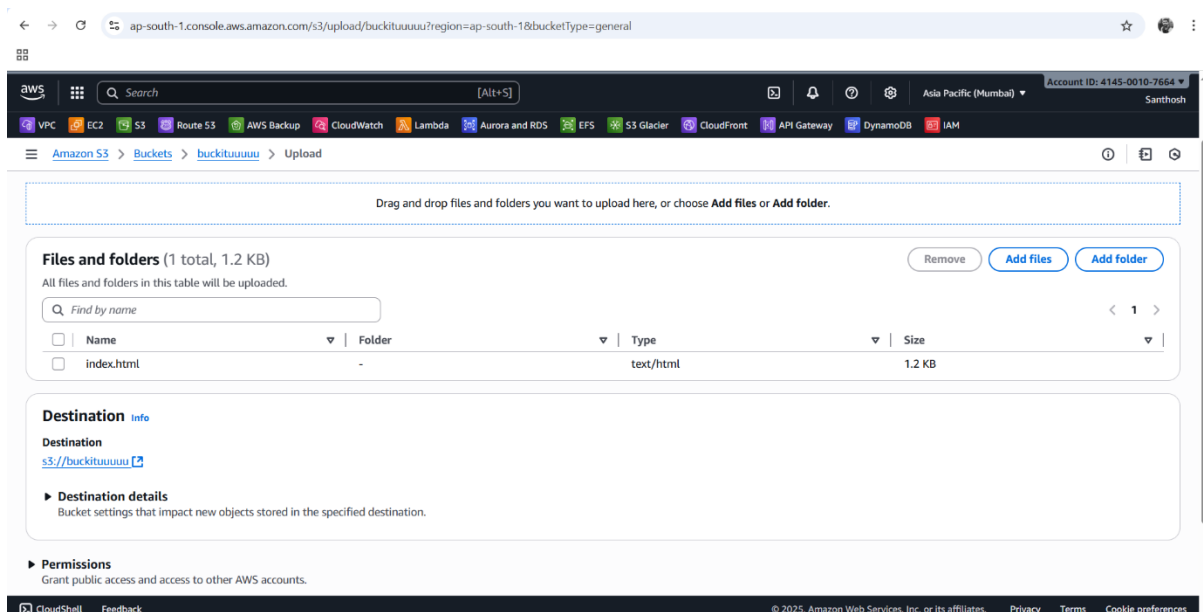 ap-south-1.console.aws.amazon.com/s3/upload/buckituuuuu?region=ap-south-1&bucketType=general
aws Search [Alt+S] Asia Pacific (Mumbai) Account ID: 4145-0010-7664
Santhosh
VPC EC2 S3 Route 53 AWS Backup CloudWatch Lambda Aurora and RDS EFS S3 Glacier CloudFront API Gateway DynamoDB IAM
Amazon S3 > Buckets > buckituuuuu > Upload
Drag and drop files and folders you want to upload here, or choose Add files or Add folder.
Files and folders (1 total, 1.2 KB) Remove Add files Add folder
All files and folders in this table will be uploaded.
Find by name < 1 >
Name Folder Type Size
index.html - text/html 1.2 KB
Destination Info
Destination
s3://buckituuuuu
Destination details
Bucket settings that impact new objects stored in the specified destination.
Permissions
Grant public access and access to other AWS accounts.
CloudShell Feedback © 2025, Amazon Web Services, Inc. or its affiliates. Privacy Terms Cookie preferences